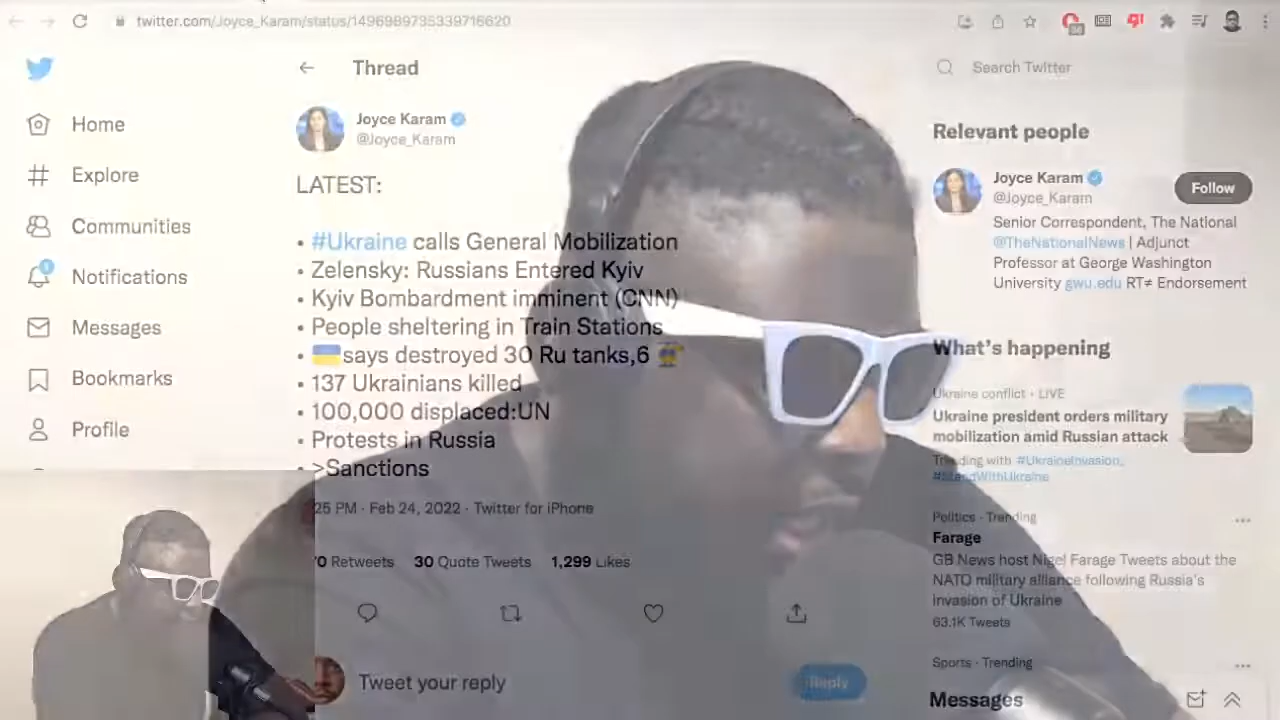 twitter.com/Joyce_Karam/status/1496989735339716620
Home
Explore
Communities
Notifications
Messages
Bookmarks
Profile
Thread
Joyce Karam
@Joyce_Karam
LATEST:
• #Ukraine calls General Mobilization
• Zelensky: Russians Entered Kyiv
• Kyiv Bombardment imminent (CNN)
• People sheltering in Train Stations
• 🇺🇦says destroyed 30 Ru tanks,6 🚁
• 137 Ukrainians killed
• 100,000 displaced:UN
• Protests in Russia
• >Sanctions
25 PM · Feb 24, 2022 · Twitter for iPhone
0 Retweets 30 Quote Tweets 1,299 Likes
Tweet your reply
Reply
Search Twitter
Relevant people
Joyce Karam
@Joyce_Karam
Follow
Senior Correspondent, The National
@TheNationalNews | Adjunct
Professor at George Washington
University gwu.edu RT≠ Endorsement
What's happening
Ukraine conflict · LIVE
Ukraine president orders military
mobilization amid Russian attack
Trending with #UkraineInvasion,
#StandWithUkraine
Politics · Trending
Farage
GB News host Nigel Farage Tweets about the
NATO military alliance following Russia's
invasion of Ukraine
63.1K Tweets
Sports · Trending
Messages